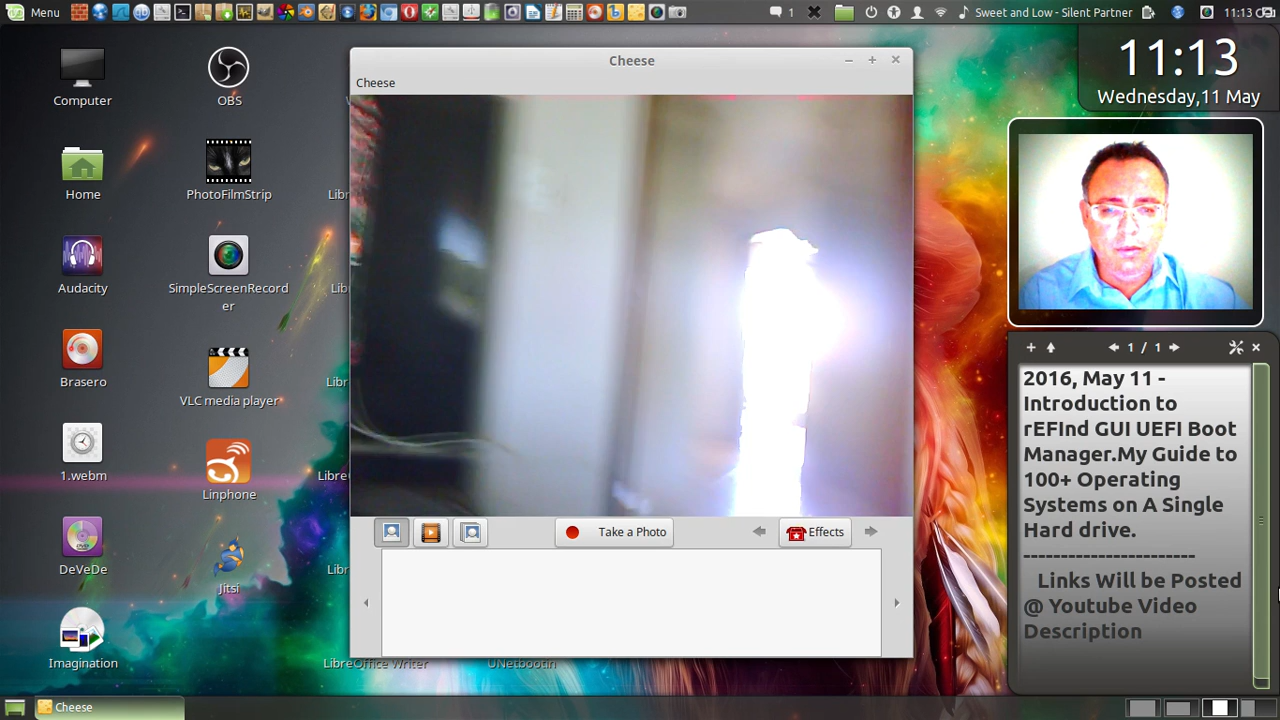 Menu
1
Sweet and Low - Silent Partner
11:13
Computer
OBS
Home
PhotoFilmStrip
Audacity
SimpleScreenRecord
er
Brasero
VLC media player
1.webm
Linphone
DeVeDe
Jitsi
Imagination
LibreOffice Writer
UNetbootin
Cheese
Cheese
Take a Photo
Effects
11:13
Wednesday,11 May
1 / 1
2016, May 11 -
Introduction to
rEFInd GUI UEFI Boot
Manager.My Guide to
100+ Operating
Systems on A Single
Hard drive.
-----------------------
Links Will be Posted
@ Youtube Video
Description
Cheese